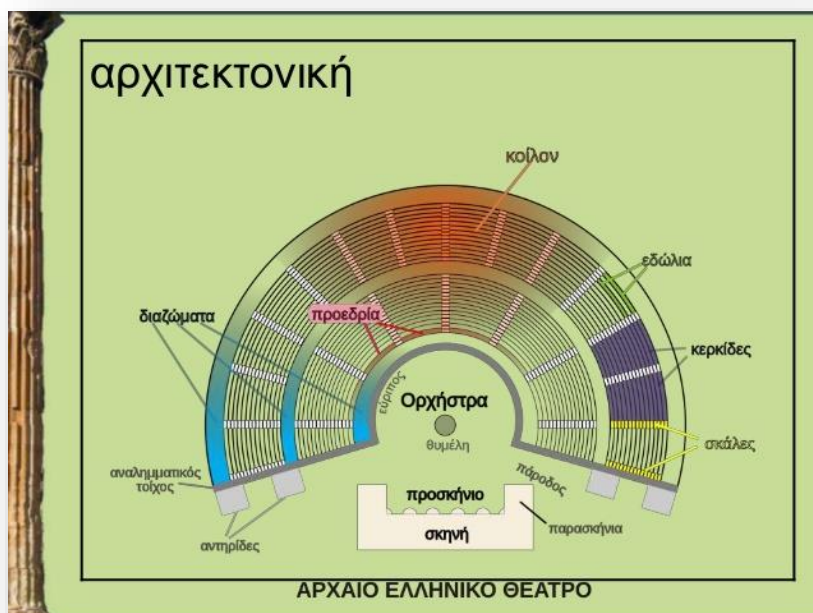 αρχιτεκτονική
κοίλον
εδώλια
διαζώματα
προεδρία
κερκίδες
εύριπος
Ορχήστρα
θυμέλη
σκάλες
αναλημματικός
τοίχος
πάροδος
προσκήνιο
αντηρίδες
σκηνή
παρασκήνια
ΑΡΧΑΙΟ ΕΛΛΗΝΙΚΟ ΘΕΑΤΡΟ